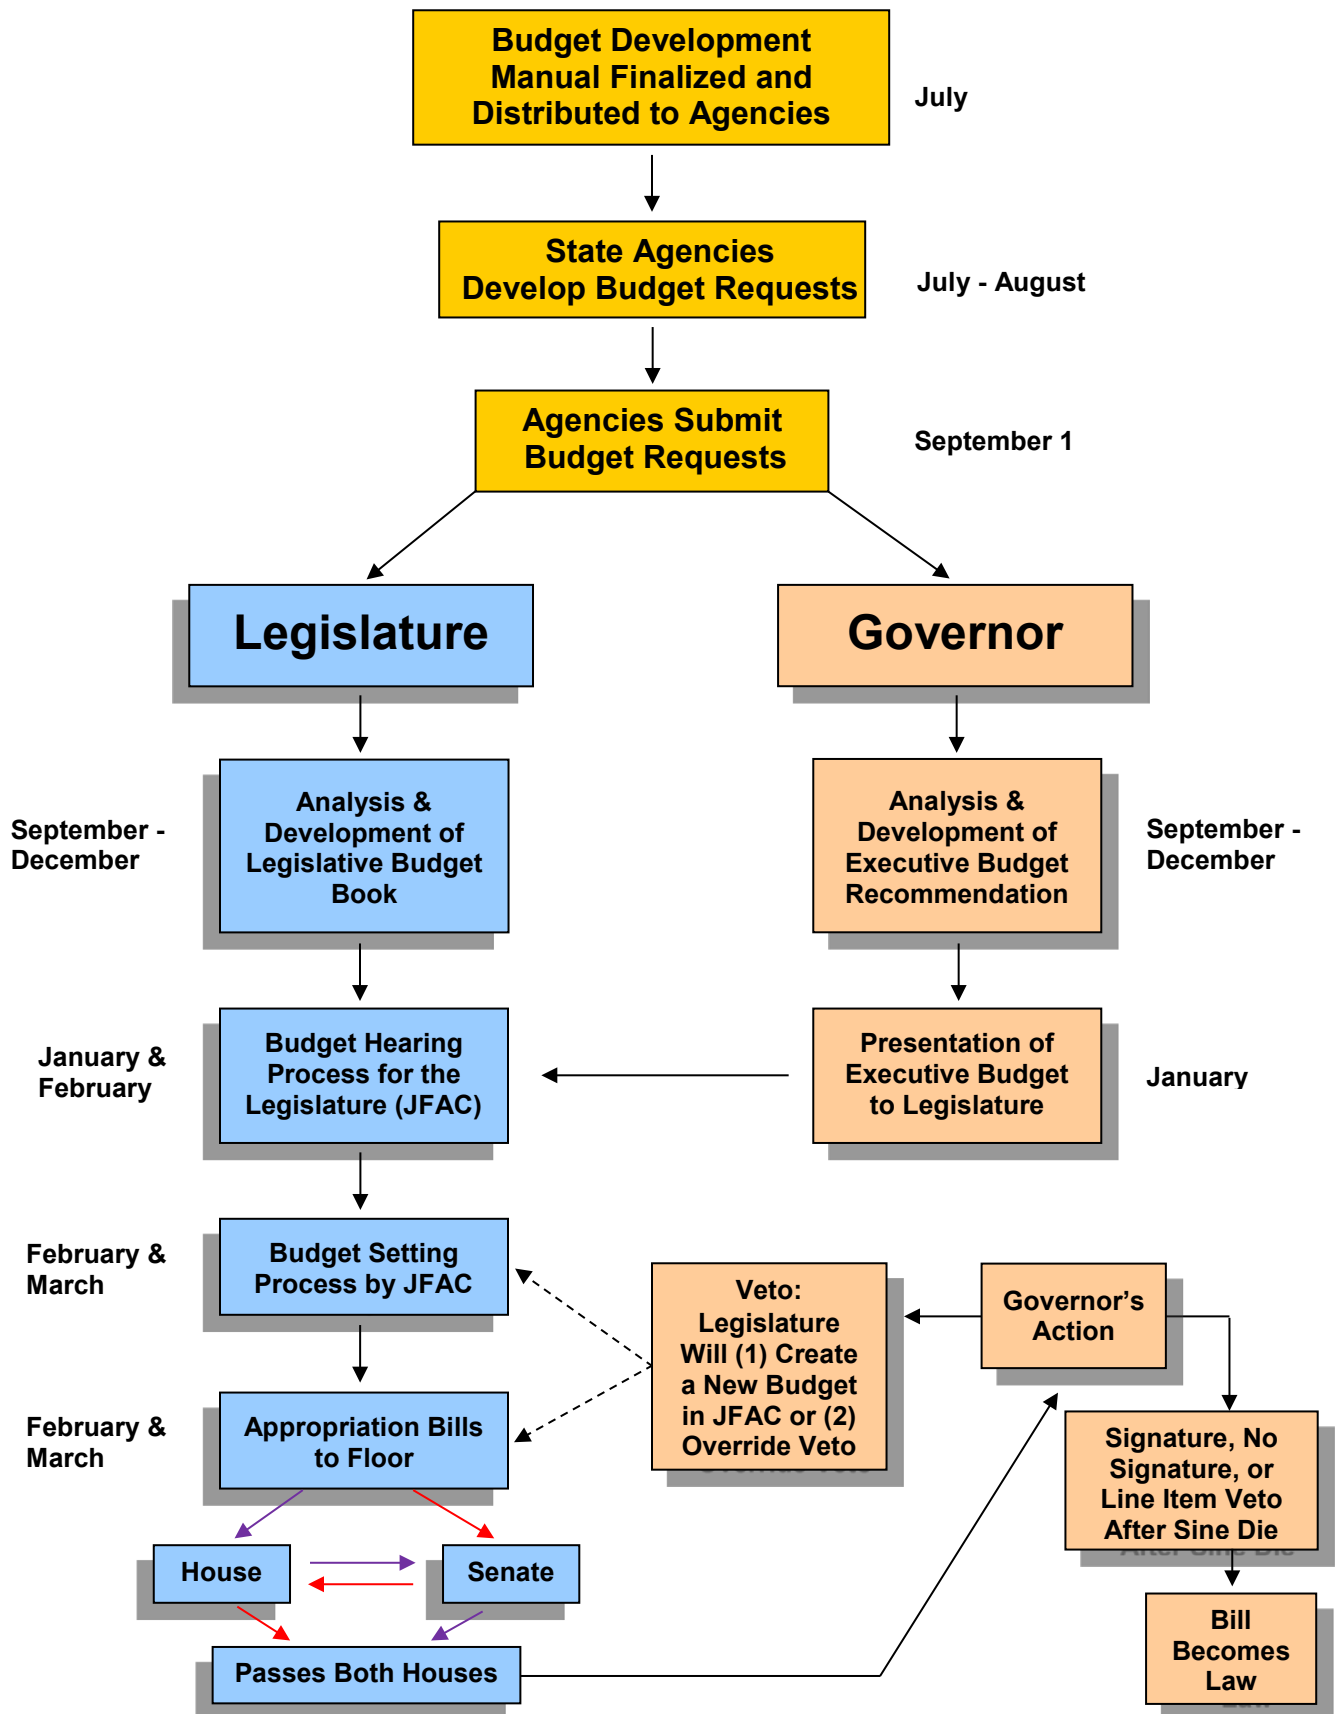 Budget Development
Manual Finalized and
Distributed to Agencies
July
State Agencies
Develop Budget Requests
July - August
Agencies Submit
Budget Requests
September 1
Legislature
Governor
September -
December
Analysis &
Development of
Legislative Budget
Book
Analysis &
Development of
Executive Budget
Recommendation
September -
December
January &
February
Budget Hearing
Process for the
Legislature (JFAC)
Presentation of
Executive Budget
to Legislature
January
February &
March
Budget Setting
Process by JFAC
Veto:
Legislature
Will (1) Create
a New Budget
in JFAC or (2)
Override Veto
Governor’s
Action
February &
March
Appropriation Bills
to Floor
Signature, No
Signature, or
Line Item Veto
After Sine Die
House
Senate
Passes Both Houses
Bill
Becomes
Law